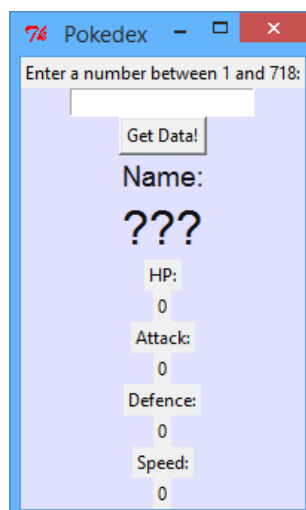 Pokedex
Enter a number between 1 and 718:
Get Data!
Name:
???
HP:
0
Attack:
0
Defence:
0
Speed:
0